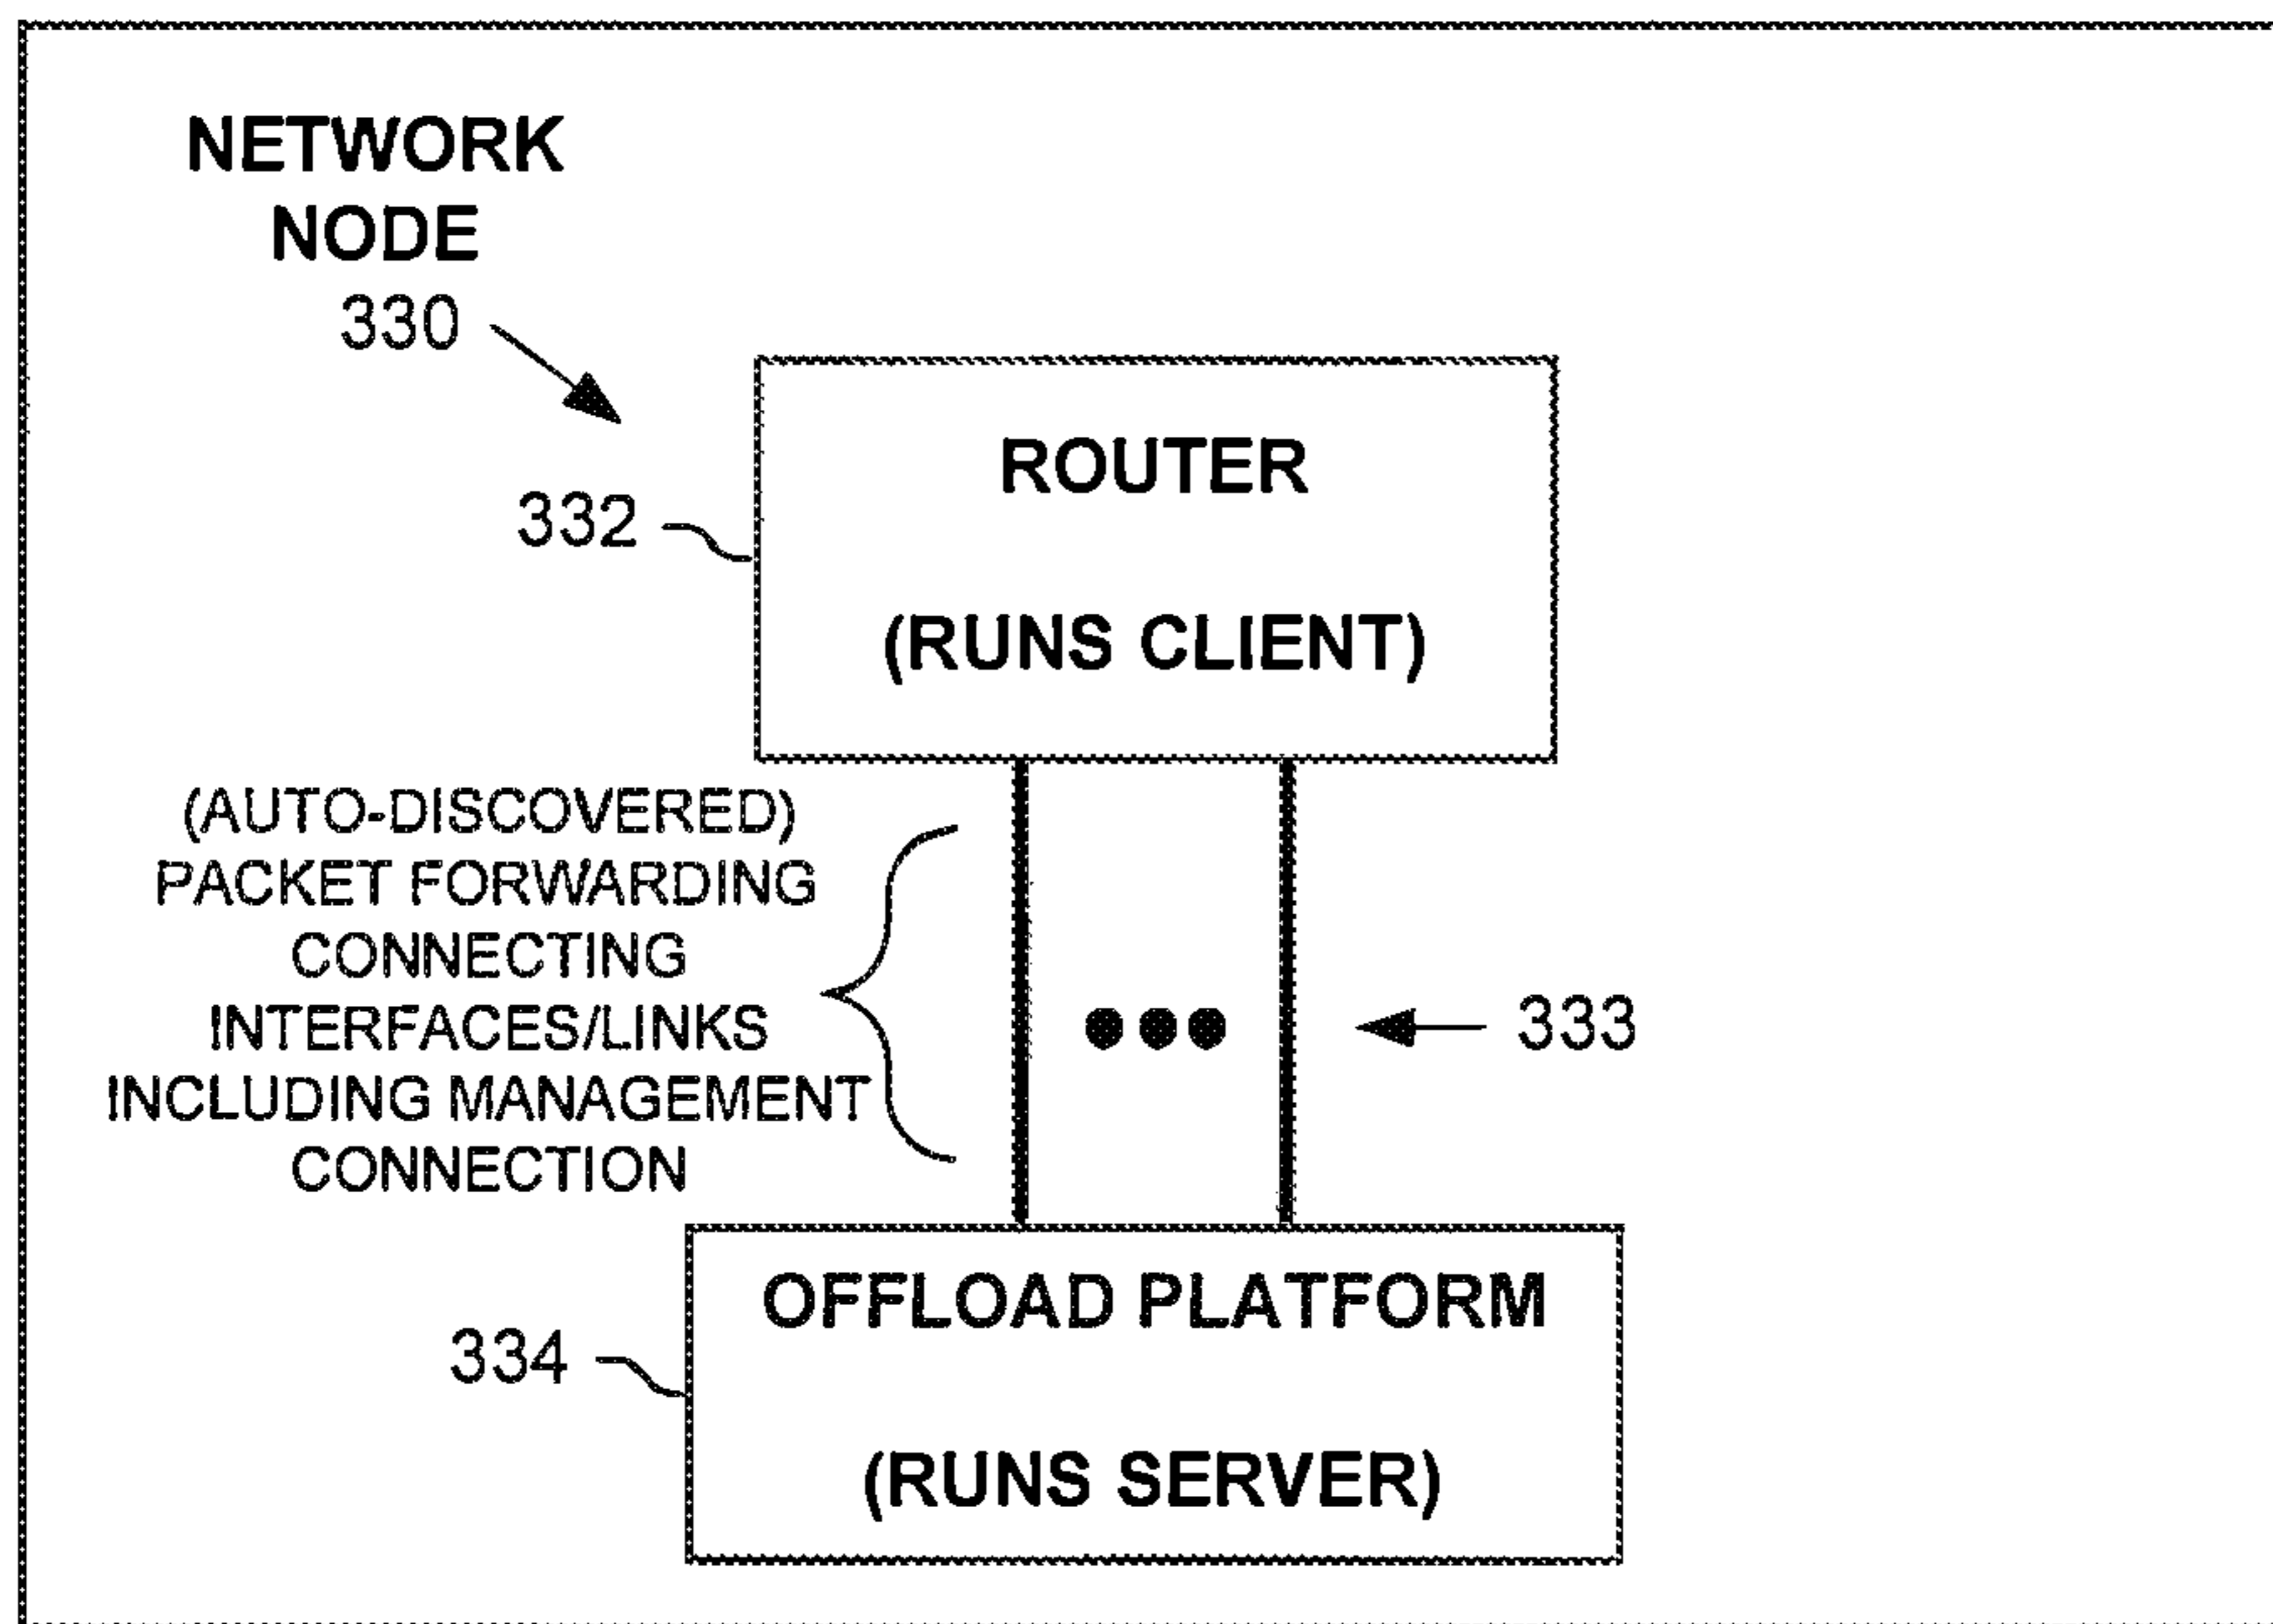 NETWORK
NODE
330
ROUTER
332
(RUNS CLIENT)
(AUTO-DISCOVERED)
PACKET FORWARDING
CONNECTING
INTERFACES/LINKS
INCLUDING MANAGEMENT
CONNECTION
333
OFFLOAD PLATFORM
334
(RUNS SERVER)